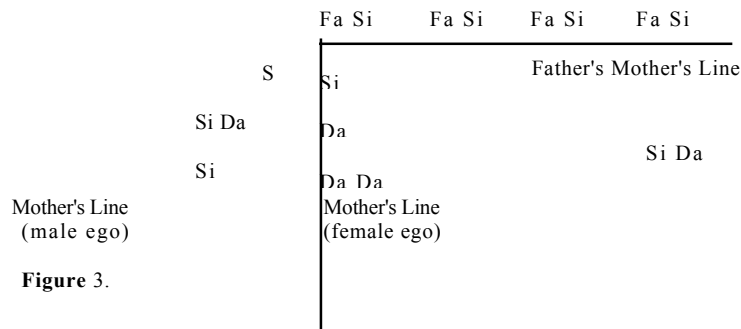 Fa Si Fa Si Fa Si Fa Si
Father's Mother's Line
S
Si
Si Da
Da
Si Da
Si
Da Da
Mother's Line
(male ego)
Mother's Line
(female ego)
Figure 3.